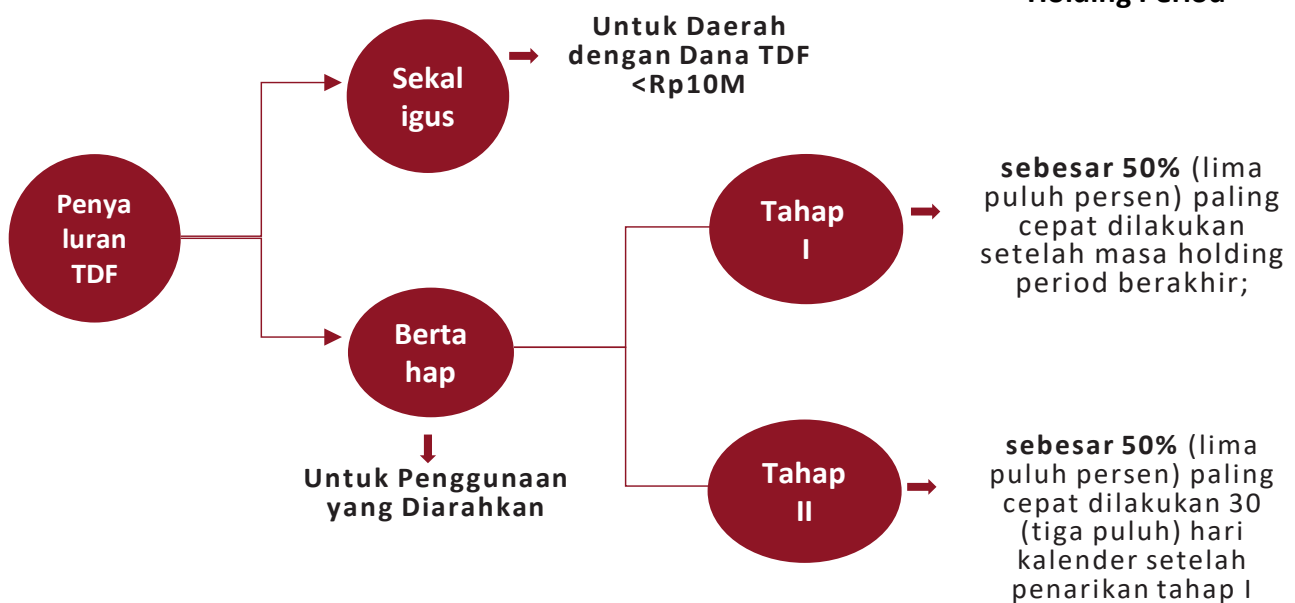 Holding Period
Untuk Daerah
dengan Dana TDF
<Rp10M
Sekal
igus
Penya
luran
TDF
Tahap
I
sebesar 50% (lima
puluh persen) paling
cepat dilakukan
setelah masa holding
period berakhir;
Berta
hap
Untuk Penggunaan
yang Diarahkan
Tahap
II
sebesar 50% (lima
puluh persen) paling
cepat dilakukan 30
(tiga puluh) hari
kalender setelah
penarikan tahap I